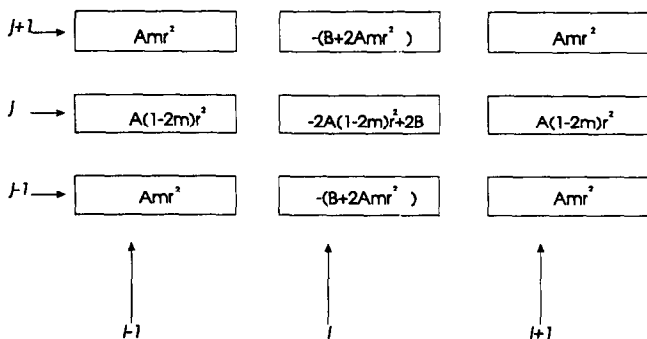 j+1 Amr² -(B+2Amr² ) Amr²
j A(1-2m)r² -2A(1-2m)r²+2B A(1-2m)r²
j-1 Amr² -(B+2Amr² ) Amr²
i-1 i i+1